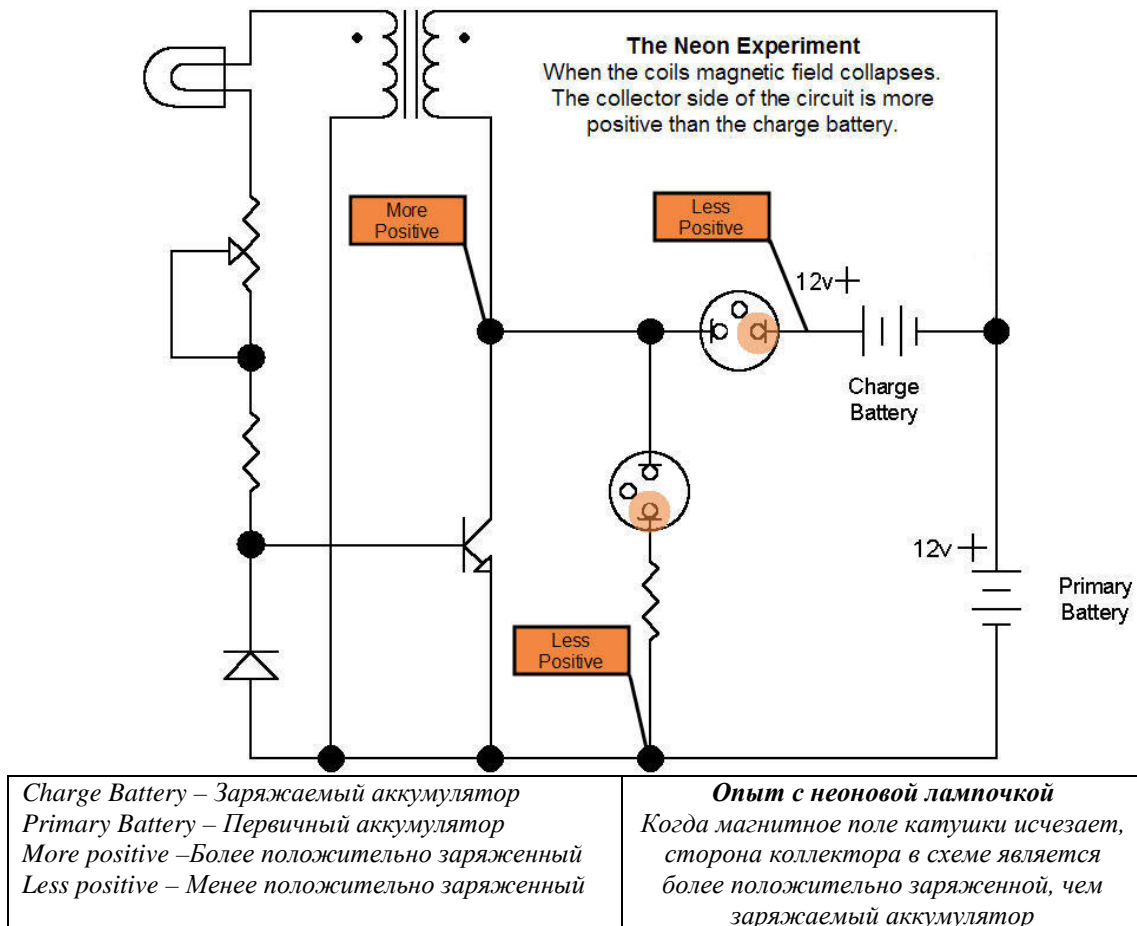 The Neon Experiment
When the coils magnetic field collapses.
The collector side of the circuit is more
positive than the charge battery.
More
Positive
Less
Positive
12v+
Charge
Battery
12v+
Primary
Battery
Less
Positive
Charge Battery – Заряжаемый аккумулятор
Primary Battery – Первичный аккумулятор
More positive –Более положительно заряженный
Less positive – Менее положительно заряженный
Опыт с неоновой лампочкой
Когда магнитное поле катушки исчезает,
сторона коллектора в схеме является
более положительно заряженной, чем
заряжаемый аккумулятор